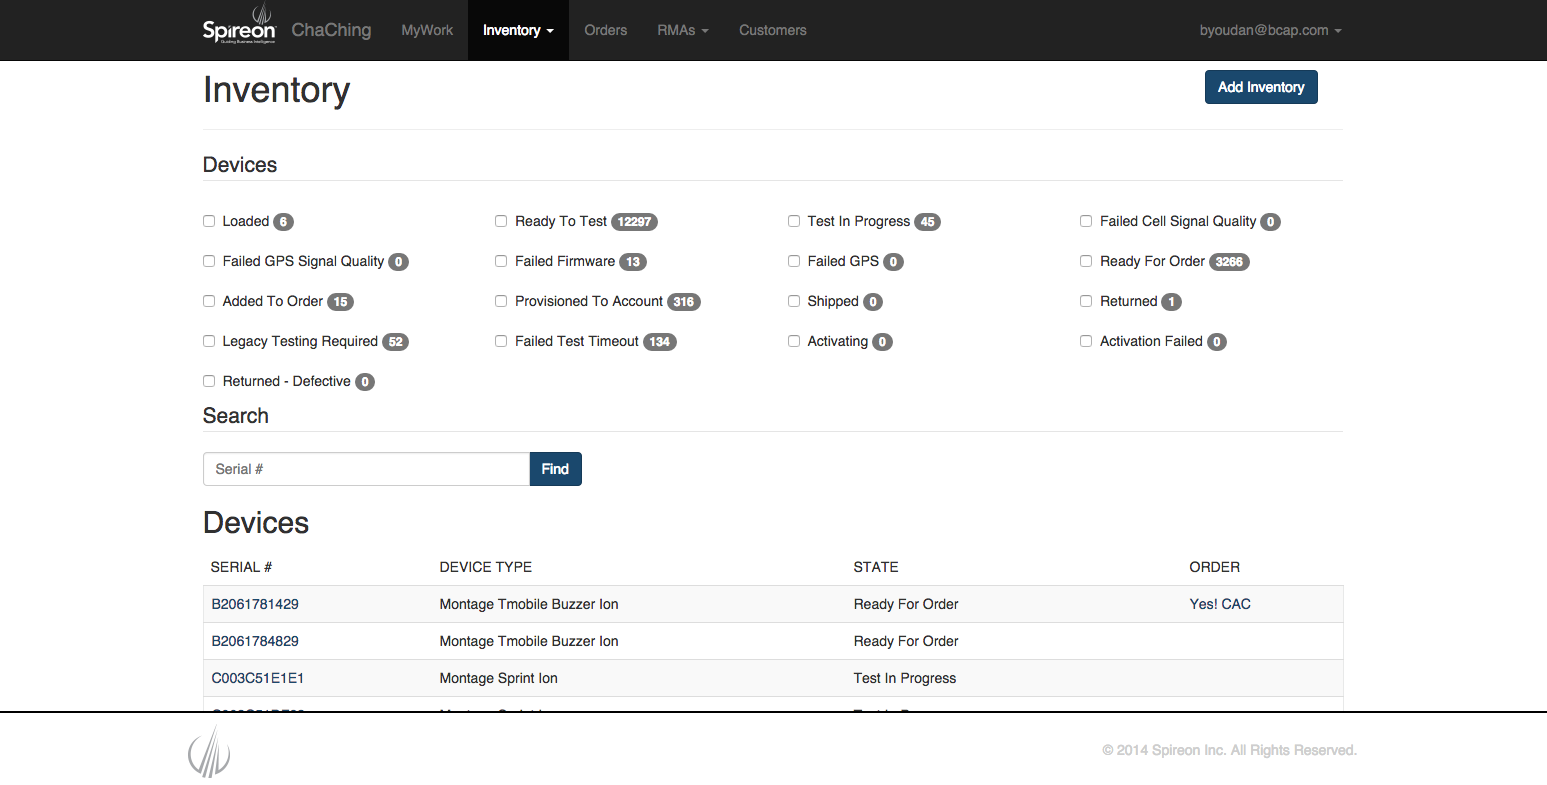 Spireon ChaChing MyWork Inventory Orders RMAs Customers byoudan@bcap.com
Guiding Business Intelligence
Inventory Add Inventory
Devices
Loaded 6 Ready To Test 12297 Test In Progress 45 Failed Cell Signal Quality 0
Failed GPS Signal Quality 0 Failed Firmware 13 Failed GPS 0 Ready For Order 3266
Added To Order 15 Provisioned To Account 316 Shipped 0 Returned 1
Legacy Testing Required 52 Failed Test Timeout 134 Activating 0 Activation Failed 0
Returned - Defective 0
Search
Serial # Find
Devices
SERIAL # DEVICE TYPE STATE ORDER
B2061781429 Montage Tmobile Buzzer Ion Ready For Order Yes! CAC
B2061784829 Montage Tmobile Buzzer Ion Ready For Order
C003C51E1E1 Montage Sprint Ion Test In Progress
© 2014 Spireon Inc. All Rights Reserved.